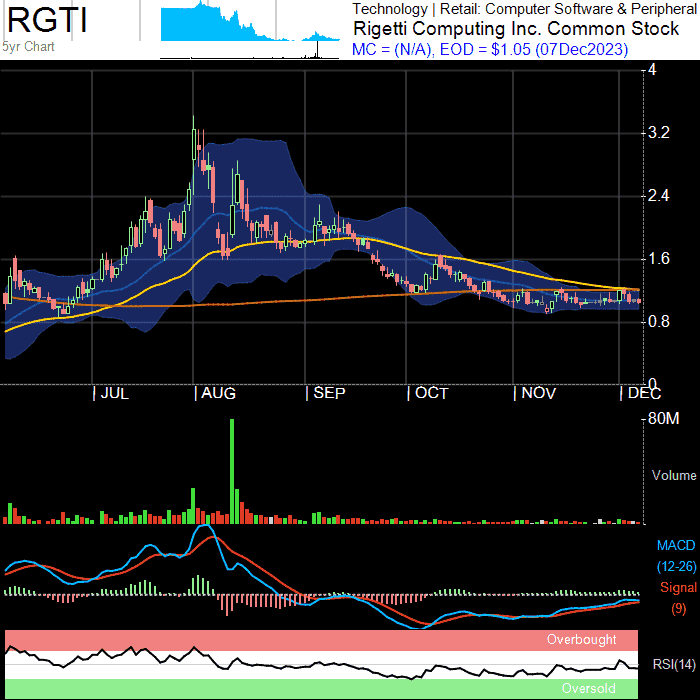 RGTI
5yr Chart
Technology | Retail: Computer Software & Peripheral
Rigetti Computing Inc. Common Stock
MC = (N/A), EOD = $1.05 (07Dec2023)
4
3.2
2.4
1.6
0.8
0
JUL AUG SEP OCT NOV DEC
80M
Volume
MACD
(12-26)
Signal
(9)
Overbought
RSI(14)
Oversold